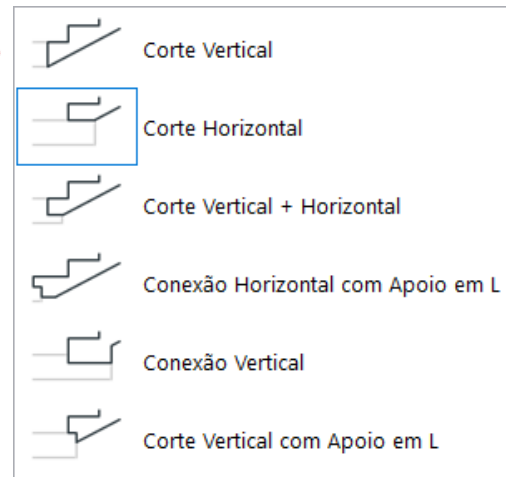 Corte Vertical
Corte Horizontal
Corte Vertical + Horizontal
Conexão Horizontal com Apoio em L
Conexão Vertical
Corte Vertical com Apoio em L